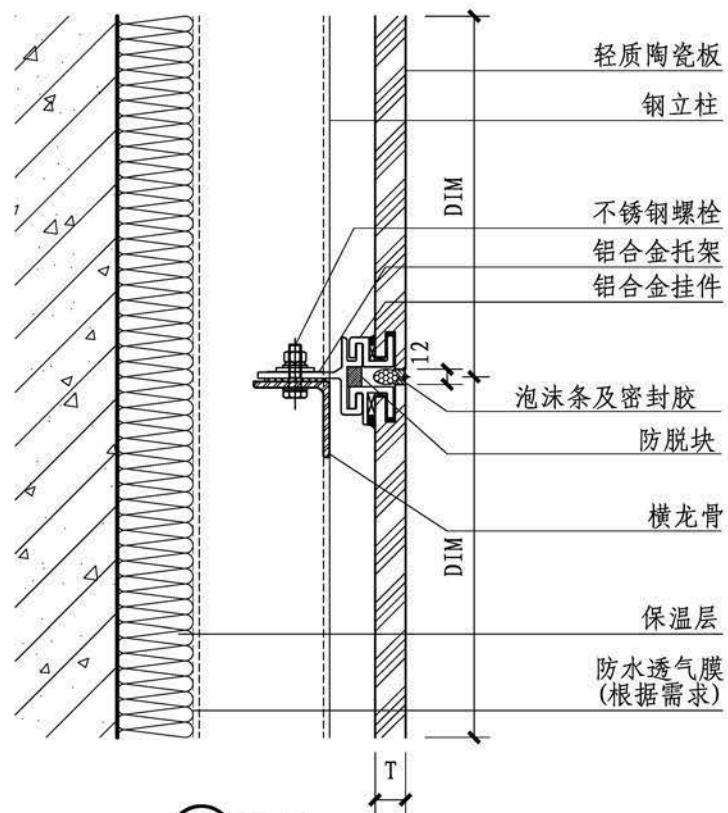 轻质陶瓷板
钢立柱
DIM
不锈钢螺栓
铝合金托架
铝合金挂件
12
泡沫条及密封胶
防脱块
横龙骨
DIM
保温层
防水透气膜
(根据需求)
T